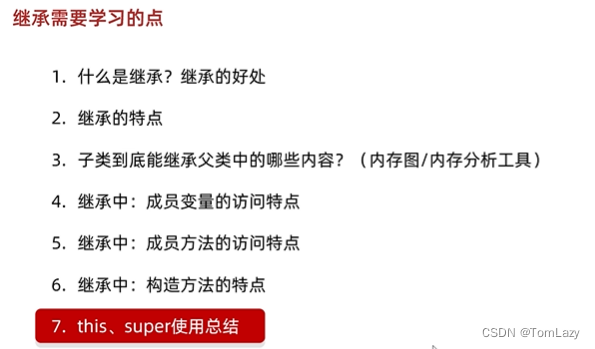 继承需要学习的点
1. 什么是继承？继承的好处
2. 继承的特点
3. 子类到底能继承父类中的哪些内容？（内存图/内存分析工具）
4. 继承中：成员变量的访问特点
5. 继承中：成员方法的访问特点
6. 继承中：构造方法的特点
7. this、super使用总结
CSDN @TomLazy